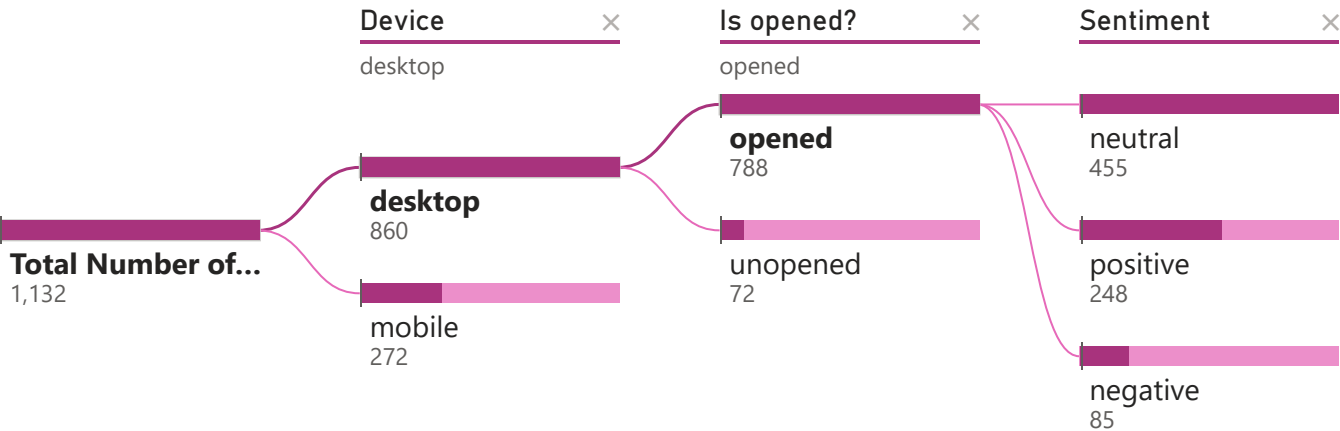 Device ×
desktop
Is opened? ×
opened
Sentiment ×
Total Number of...
1,132
desktop
860
mobile
272
opened
788
unopened
72
neutral
455
positive
248
negative
85